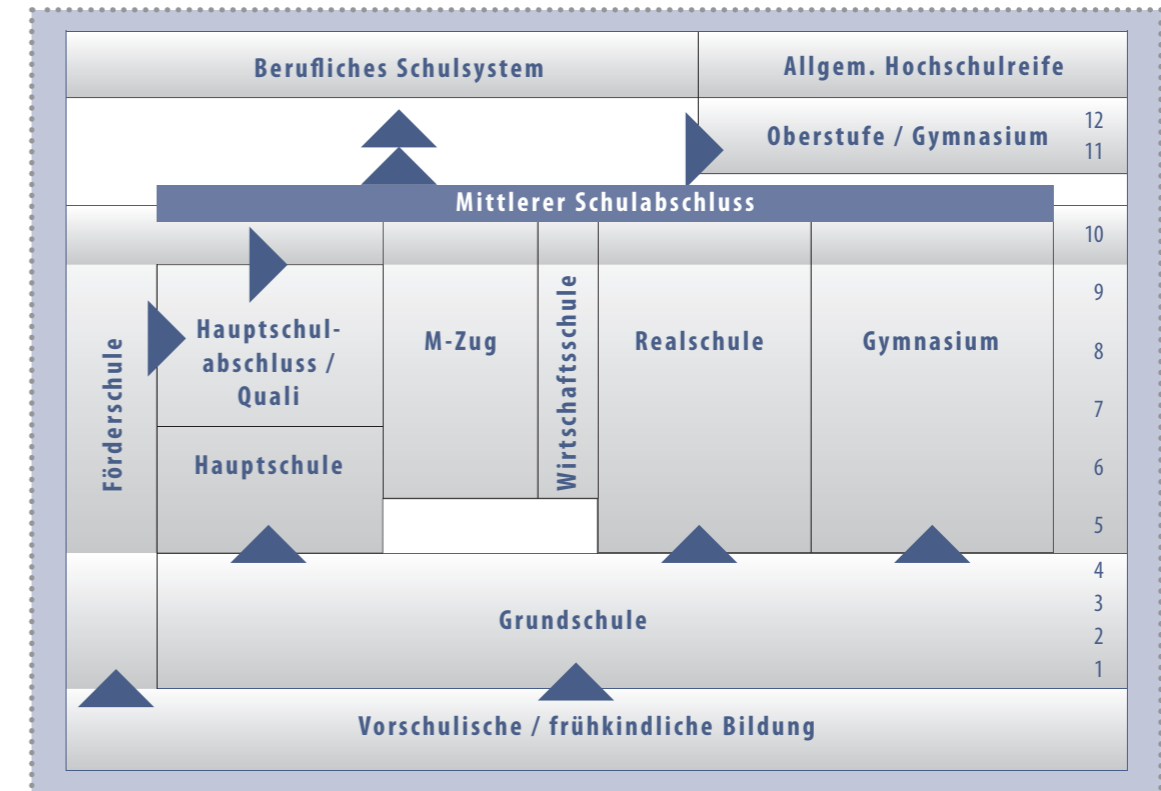 Berufliches Schulsystem
Allgem. Hochschulreife
Oberstufe / Gymnasium
12
11
Mittlerer Schulabschluss
10
9
Förderschule
Hauptschul-
abschluss /
Quali
M-Zug
Wirtschaftsschule
Realschule
Gymnasium
8
7
Hauptschule
6
5
4
Grundschule
3
2
1
Vorschulische / frühkindliche Bildung